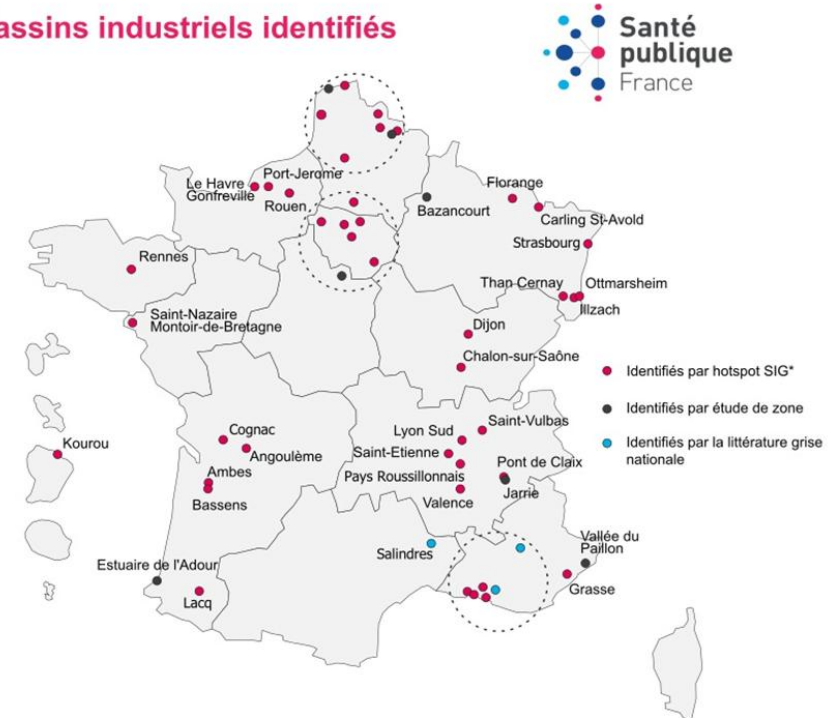 assins industriels identifiés
Santé
publique
France
Port-Jerome
Le Havre
Gonfreville
Rouen
Florange
Bazancourt
Carling St-Avold
Strasbourg
Rennes
Than Cernay
Ottmarsheim
Illzach
Saint-Nazaire
Montoir-de-Bretagne
Dijon
Chalon-sur-Saône
Identifiés par hotspot SIG*
Identifiés par étude de zone
Identifiés par la littérature grise
nationale
Kourou
Cognac
Angoulême
Ambes
Bassens
Lyon Sud
Saint-Vulbas
Saint-Etienne
Pont de Claix
Pays Roussillonnais
Jarrie
Valence
Salindres
Vallée du
Paillon
Estuaire de l'Adour
Grasse
Lacq